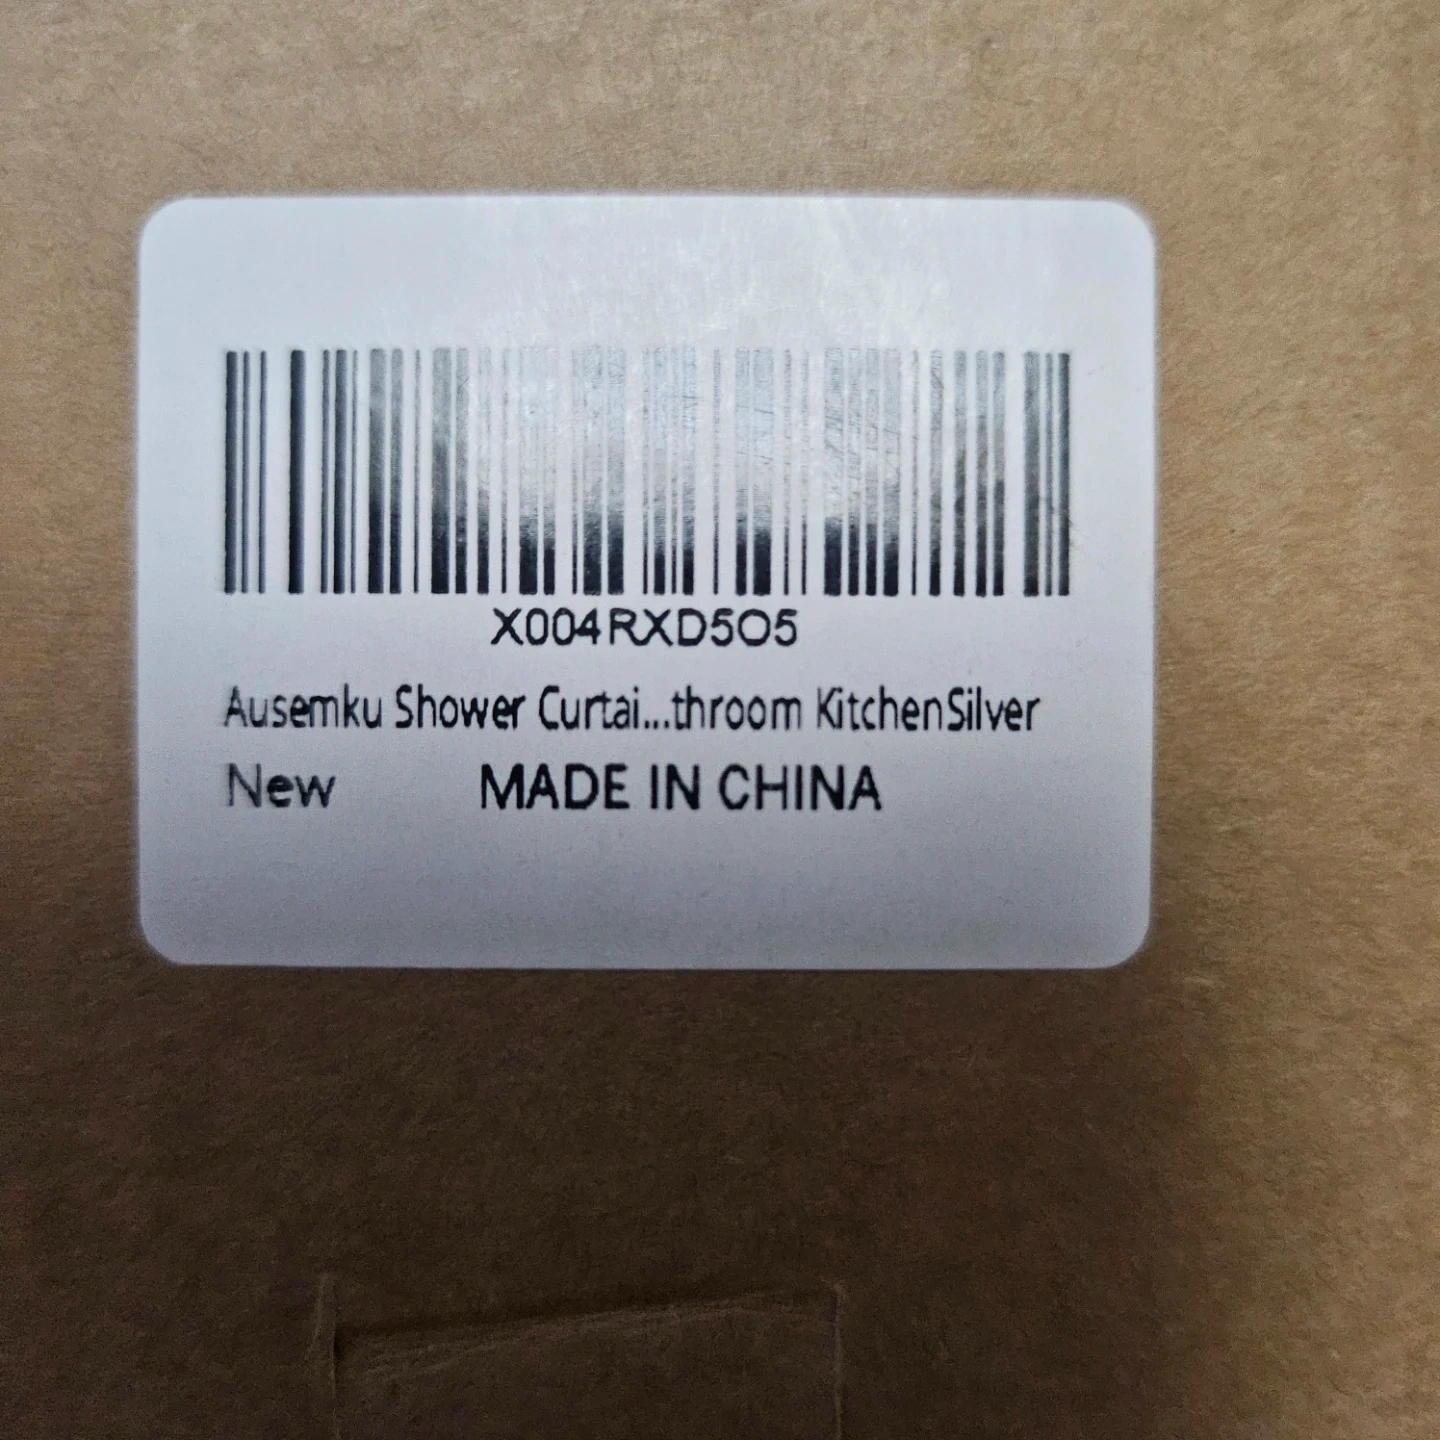 X004RXD5O5
Ausemku Shower Curtai...throom KitchenSilver
New MADE IN CHINA